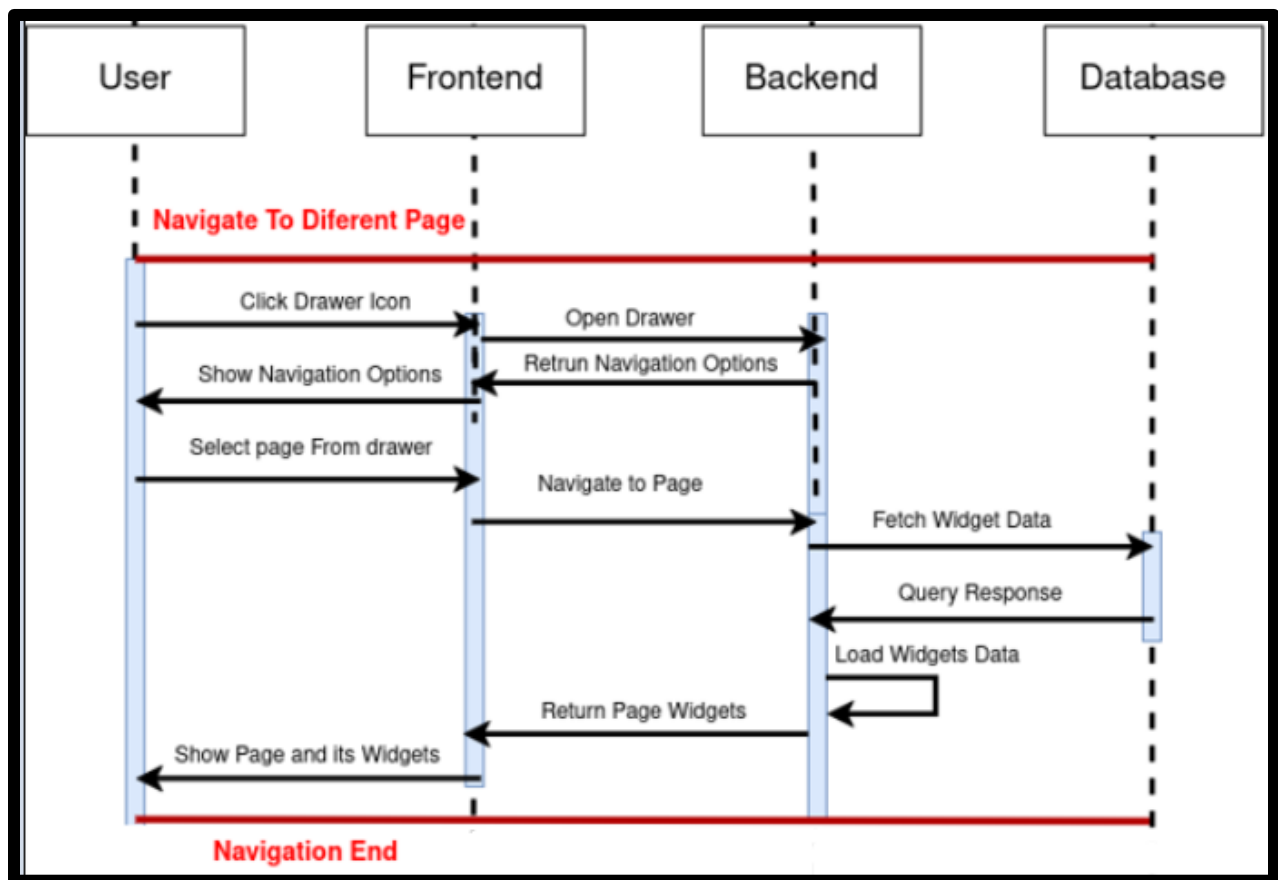 User
Frontend
Backend
Database
Navigate To Diferent Page
Click Drawer Icon
Open Drawer
Retrun Navigation Options
Show Navigation Options
Select page From drawer
Navigate to Page
Fetch Widget Data
Query Response
Load Widgets Data
Return Page Widgets
Show Page and its Widgets
Navigation End